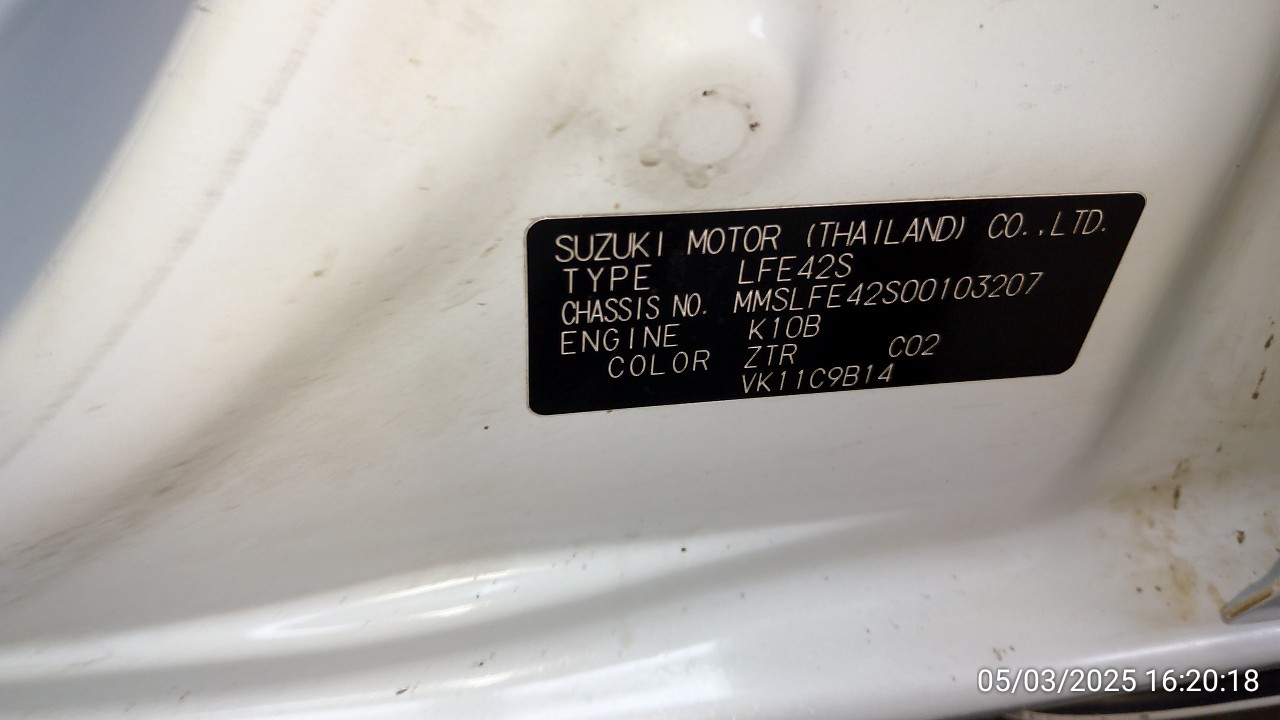 SUZUKI MOTOR (THAILAND) CO.,LTD.
TYPE LFE42S
CHASSIS NO. MMSLFE42S00103207
ENGINE K10B
COLOR ZTR C02
VK11C9B14
05/03/2025 16:20:18